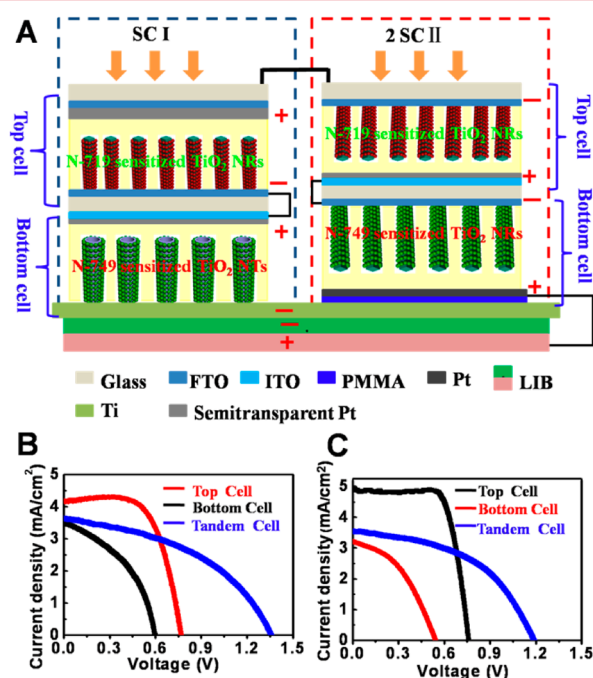 A
SC I
2 SC II
Top cell
Bottom cell
N-719 sensitized TiO2 NRs
N-749 sensitized TiO2 NTs
N-719 sensitized TiO2 NRs
N-749 sensitized TiO2 NRs
Top cell
Bottom cell
+
−
+
−
+
−
+
−
−
+
Glass FTO ITO PMMA Pt LIB
Ti Semitransparent Pt
B
Current density (mA/cm2)
5
4
3
2
1
0
Top Cell
Bottom Cell
Tandem Cell
0.0 0.3 0.6 0.9 1.2 1.5
Voltage (V)
C
Current density (mA/cm2)
5
4
3
2
1
0
Top Cell
Bottom Cell
Tandem Cell
0.0 0.3 0.6 0.9 1.2 1.5
Voltage (V)